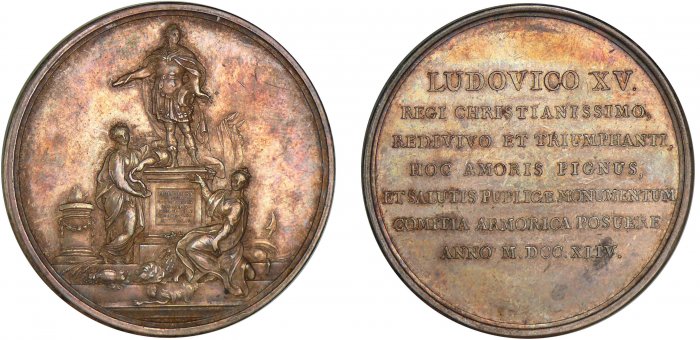 LUDOVICO XV.
REGI CHRISTIANISSIMO,
REDIVIVO ET TRIUMPHANTI,
HOC AMORIS PIGNUS,
ET SALUTIS PUBLICÆ MONUMENTUM
COMITIA ARMORICA POSUERE
ANNO M. DCC. XLIV.